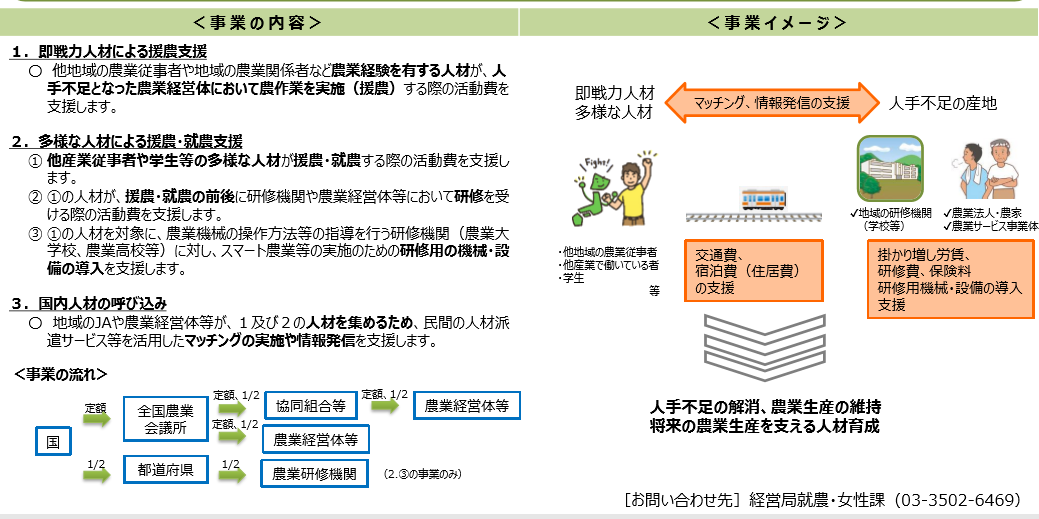 ＜事業の内容＞
１．即戦力人材による援農支援
○ 他地域の農業従事者や地域の農業関係者など農業経験を有する人材が、人
手不足となった農業経営体において農作業を実施（援農）する際の活動費を
支援します。
２．多様な人材による援農・就農支援
① 他産業従事者や学生等の多様な人材が援農・就農する際の活動費を支援し
ます。
② ①の人材が、援農・就農の前後に研修機関や農業経営体等において研修を受
ける際の活動費を支援します。
③ ①の人材を対象に、農業機械の操作方法等の指導を行う研修機関（農業大
学校、農業高校等）に対し、スマート農業等の実施のための研修用の機械・設
備の導入を支援します。
３．国内人材の呼び込み
○ 地域のJAや農業経営体等が、１及び２の人材を集めるため、民間の人材派
遣サービス等を活用したマッチングの実施や情報発信を支援します。
＜事業の流れ＞
国
定額
全国農業
会議所
定額、1/2
協同組合等
定額、1/2
農業経営体等
定額、1/2
農業経営体等
1/2
都道府県
1/2
農業研修機関
（2.③の事業のみ）
＜事業イメージ＞
即戦力人材
多様な人材
マッチング、情報発信の支援
人手不足の産地
Fight!
・他地域の農業従事者
・他産業で働いている者
・学生
等
✓地域の研修機関
（学校等）
✓農業法人・農家
✓農業サービス事業体
交通費、
宿泊費（住居費）
の支援
掛かり増し労賃、
研修費、保険料
研修用機械・設備の導入
支援
人手不足の解消、農業生産の維持
将来の農業生産を支える人材育成
［お問い合わせ先］経営局就農・女性課（03-3502-6469）